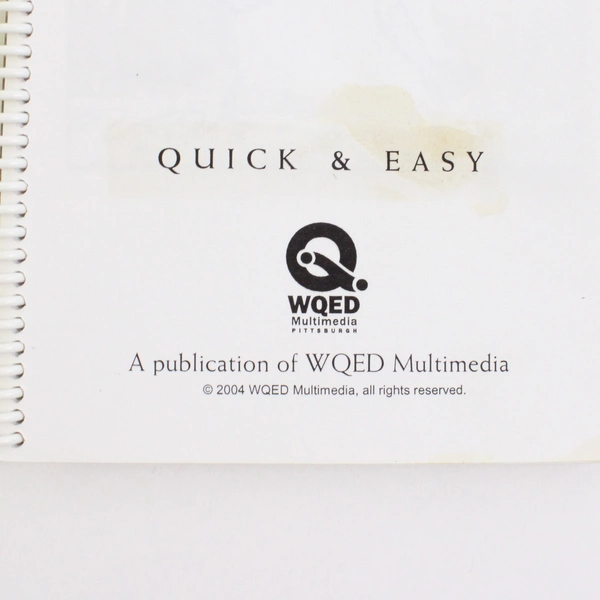 QUICK & EASY
WQED
Multimedia
PITTSBURGH
A publication of WQED Multimedia
© 2004 WQED Multimedia, all rights reserved.